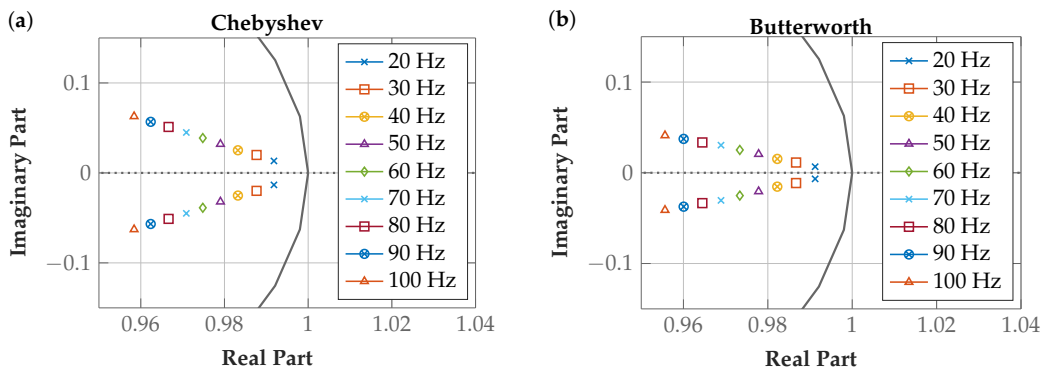 (a)
Chebyshev
0.1
0
−0.1
0.96
0.98
1
1.02
1.04
Real Part
Imaginary Part
20 Hz
30 Hz
40 Hz
50 Hz
60 Hz
70 Hz
80 Hz
90 Hz
100 Hz
(b)
Butterworth
0.1
0
−0.1
0.96
0.98
1
1.02
1.04
Real Part
Imaginary Part
20 Hz
30 Hz
40 Hz
50 Hz
60 Hz
70 Hz
80 Hz
90 Hz
100 Hz